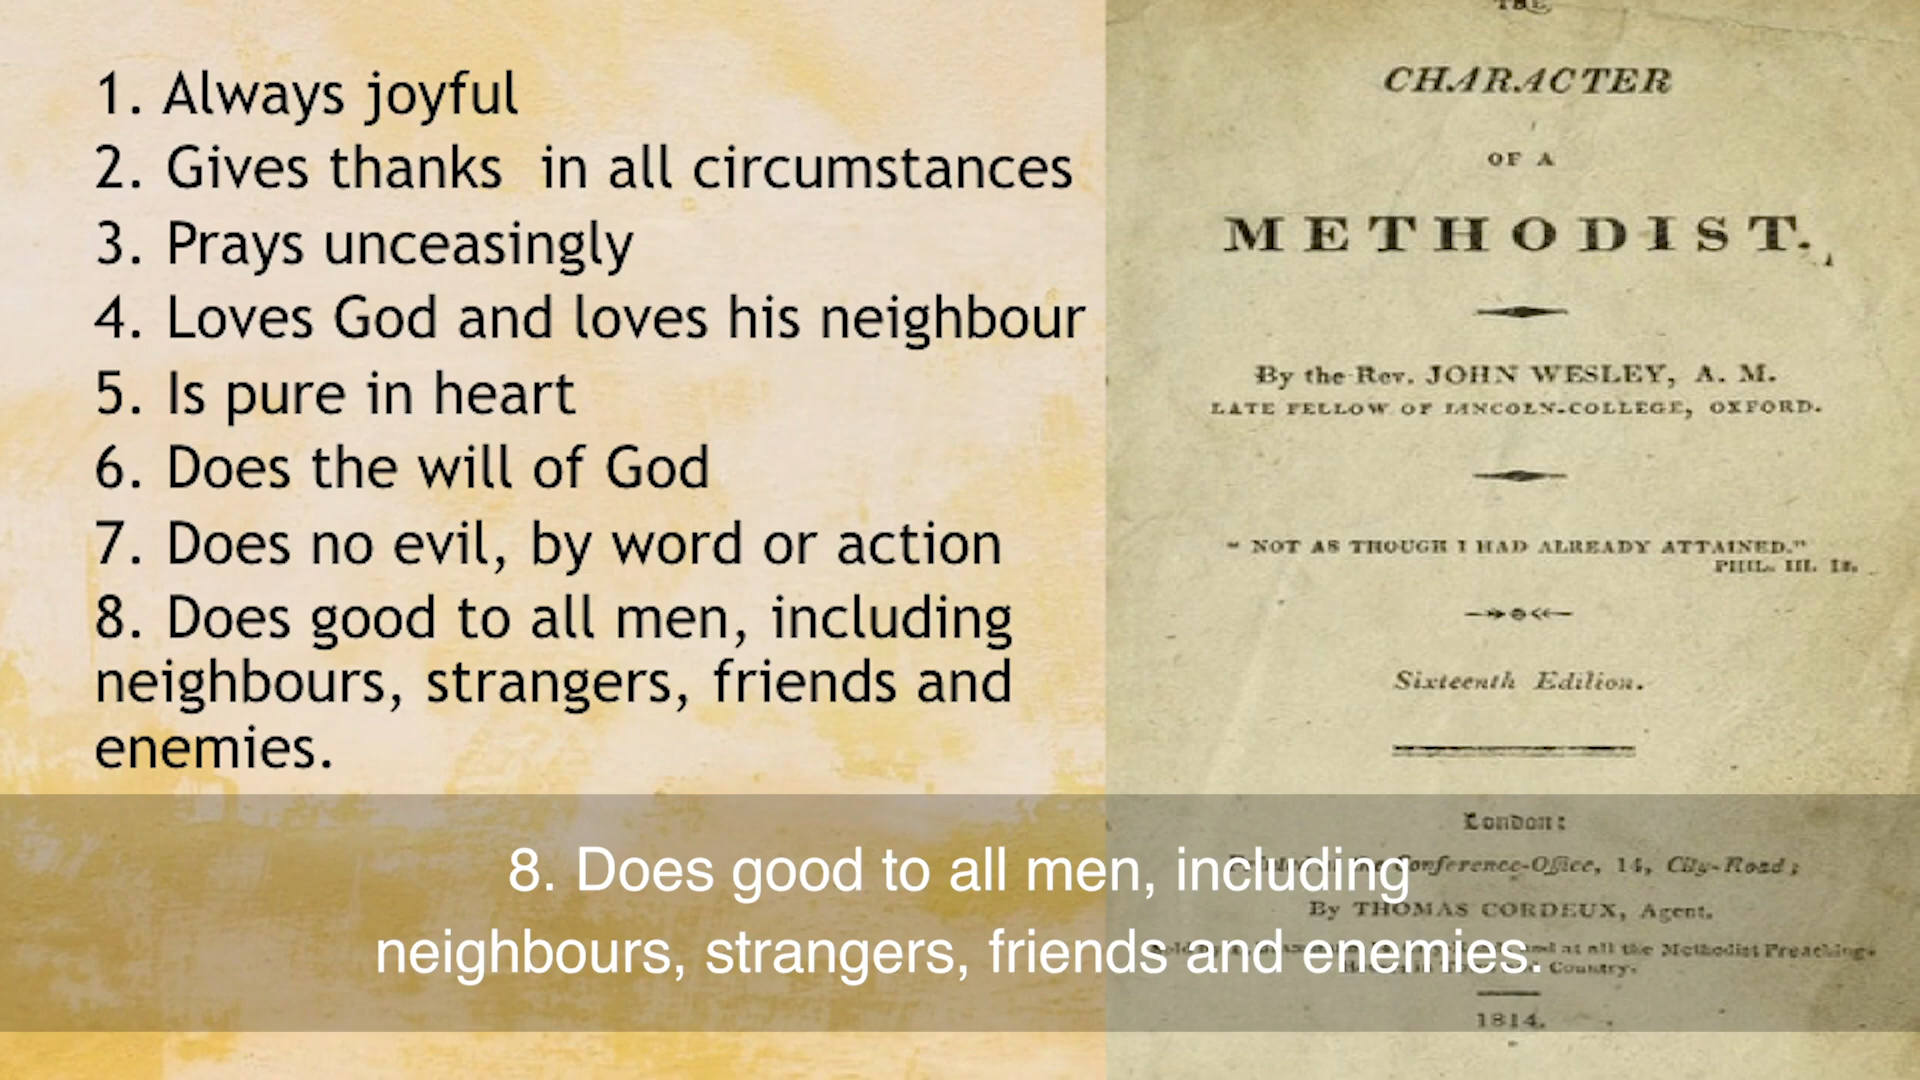 1. Always joyful
2. Gives thanks in all circumstances
3. Prays unceasingly
4. Loves God and loves his neighbour
5. Is pure in heart
6. Does the will of God
7. Does no evil, by word or action
8. Does good to all men, including
neighbours, strangers, friends and
enemies.
THE
CHARACTER
OF A
METHODIST.
By the Rev. JOHN WESLEY, A. M.
LATE FELLOW OF LINCOLN-COLLEGE, OXFORD.
"NOT AS THOUGH I HAD ALREADY ATTAINED."
PHIL. III.
Sixteenth Edition.
London:
Conference-Office, 14, City-Road;
By THOMAS CORDEUX, Agent.
and at all the Methodist Preaching-
Country.
1814.
8. Does good to all men, including
neighbours, strangers, friends and enemies.